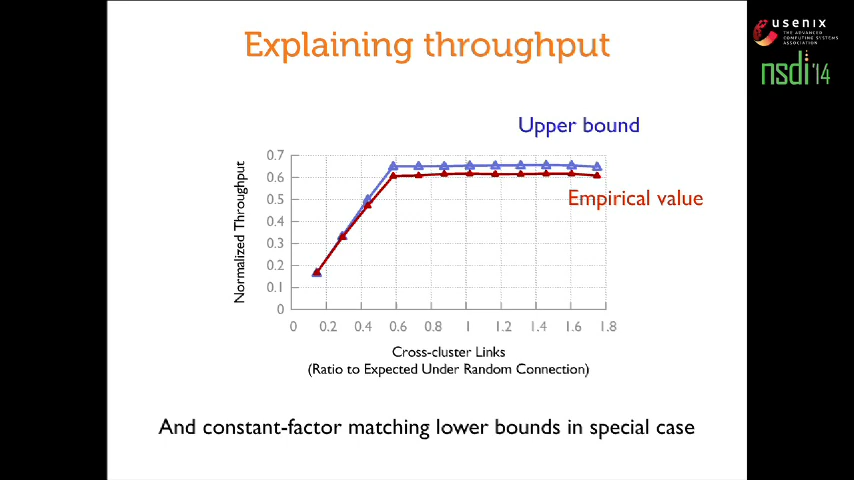 Explaining throughput
usenix
THE ADVANCED
COMPUTING SYSTEMS
ASSOCIATION
nsdi '14
Upper bound
Empirical value
Normalized Throughput
0.7
0.6
0.5
0.4
0.3
0.2
0.1
0
0 0.2 0.4 0.6 0.8 1 1.2 1.4 1.6 1.8
Cross-cluster Links
(Ratio to Expected Under Random Connection)
And constant-factor matching lower bounds in special case